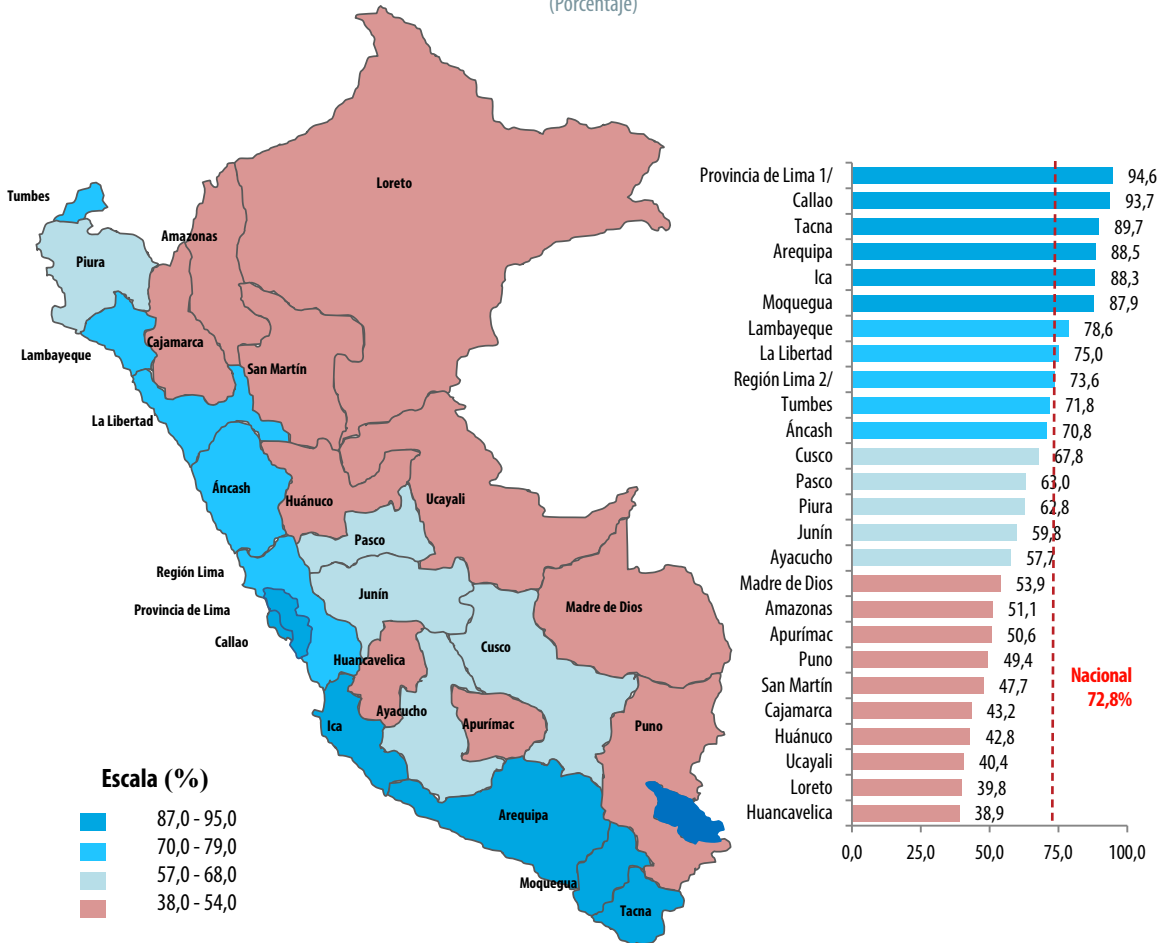 (Porcentaje)
Loreto
Tumbes
Amazonas
Piura
Lambayeque
Cajamarca
San Martín
La Libertad
Áncash
Huánuco
Ucayali
Pasco
Región Lima
Junín
Provincia de Lima
Madre de Dios
Callao
Cusco
Huancavelica
Ayacucho
Ica
Apurímac
Puno
Arequipa
Moquegua
Tacna
Escala (%)
87,0 - 95,0
70,0 - 79,0
57,0 - 68,0
38,0 - 54,0
Provincia de Lima 1/ 94,6
Callao 93,7
Tacna 89,7
Arequipa 88,5
Ica 88,3
Moquegua 87,9
Lambayeque 78,6
La Libertad 75,0
Región Lima 2/ 73,6
Tumbes 71,8
Áncash 70,8
Cusco 67,8
Pasco 63,0
Piura 62,8
Junín 59,8
Ayacucho 57,7
Madre de Dios 53,9
Amazonas 51,1
Apurímac 50,6
Puno 49,4
San Martín 47,7
Cajamarca 43,2
Huánuco 42,8
Ucayali 40,4
Loreto 39,8
Huancavelica 38,9
Nacional
72,8%
0,0 25,0 50,0 75,0 100,0